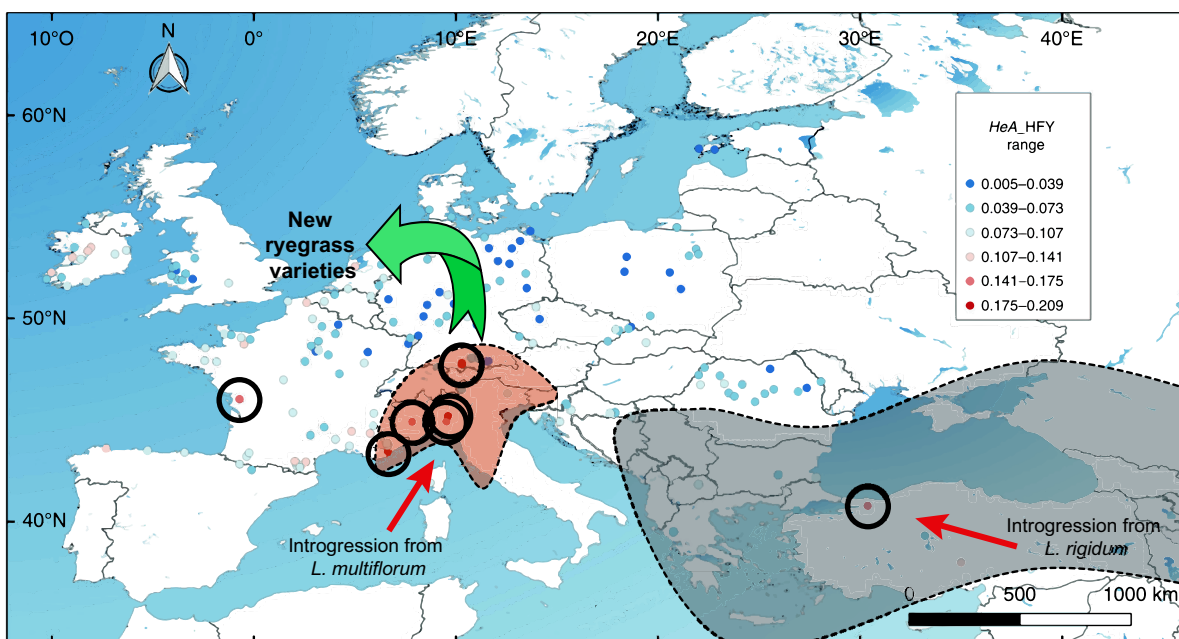 10°O
0°
10°E
20°E
30°E
40°E
N
60°N
50°N
40°N
HeA_HFY
range
0.005–0.039
0.039–0.073
0.073–0.107
0.107–0.141
0.141–0.175
0.175–0.209
New
ryegrass
varieties
Introgression from
L. multiflorum
Introgression from
L. rigidum
0
500
1000 km